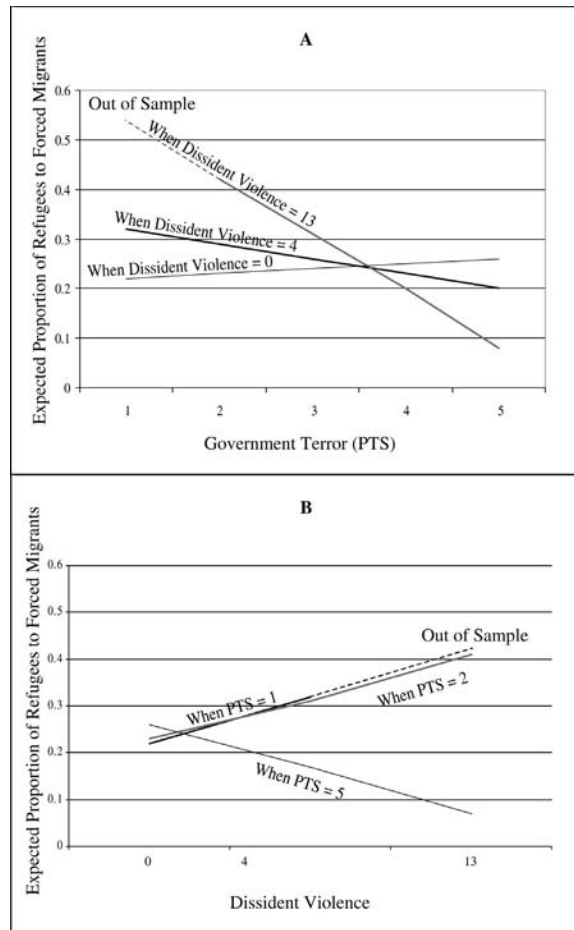 A
Expected Proportion of Refugees to Forced Migrants
0.6
0.5
0.4
0.3
0.2
0.1
0
Out of Sample
When Dissident Violence = 13
When Dissident Violence = 4
When Dissident Violence = 0
1 2 3 4 5
Government Terror (PTS)
B
Expected Proportion of Refugees to Forced Migrants
0.6
0.5
0.4
0.3
0.2
0.1
0
Out of Sample
When PTS = 1
When PTS = 2
When PTS = 5
0 4 13
Dissident Violence